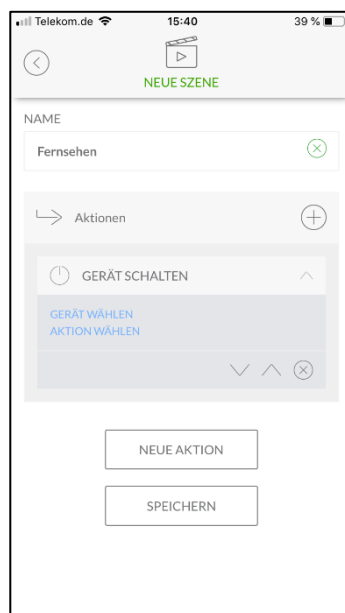 Telekom.de 15:40 39 %
NEUE SZENE
NAME
Fernsehen
Aktionen
GERÄT SCHALTEN
GERÄT WÄHLEN
AKTION WÄHLEN
NEUE AKTION
SPEICHERN